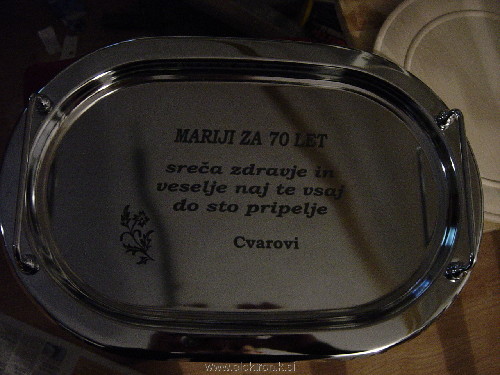 MARIJI ZA 70 LET
sreča zdravje in
veselje naj te vsaj
do sto pripelje
Cvarovi